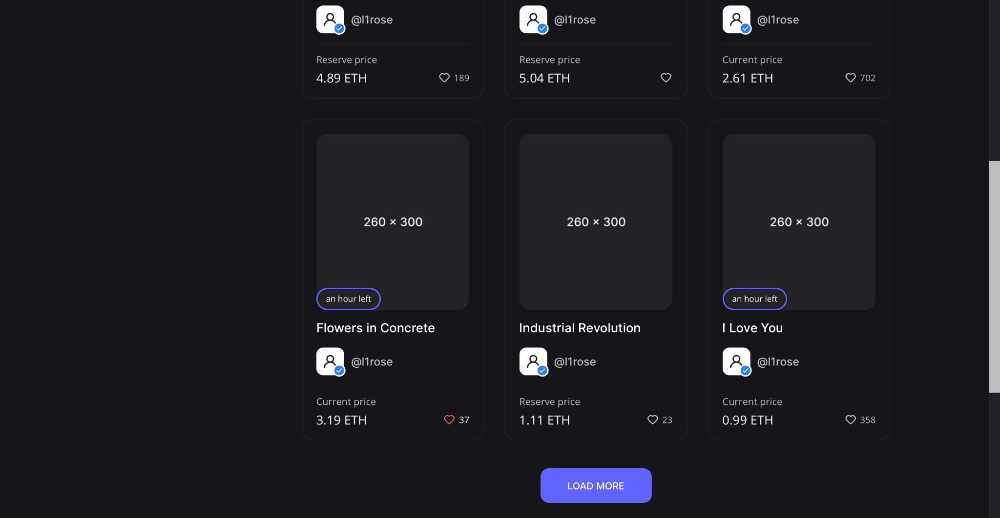 @l1rose
@l1rose
@l1rose
Reserve price
4.89 ETH
189
Reserve price
5.04 ETH
Current price
2.61 ETH
702
260 × 300
an hour left
Flowers in Concrete
@l1rose
Current price
3.19 ETH
37
260 × 300
Industrial Revolution
@l1rose
Reserve price
1.11 ETH
23
260 × 300
an hour left
I Love You
@l1rose
Current price
0.99 ETH
358
LOAD MORE